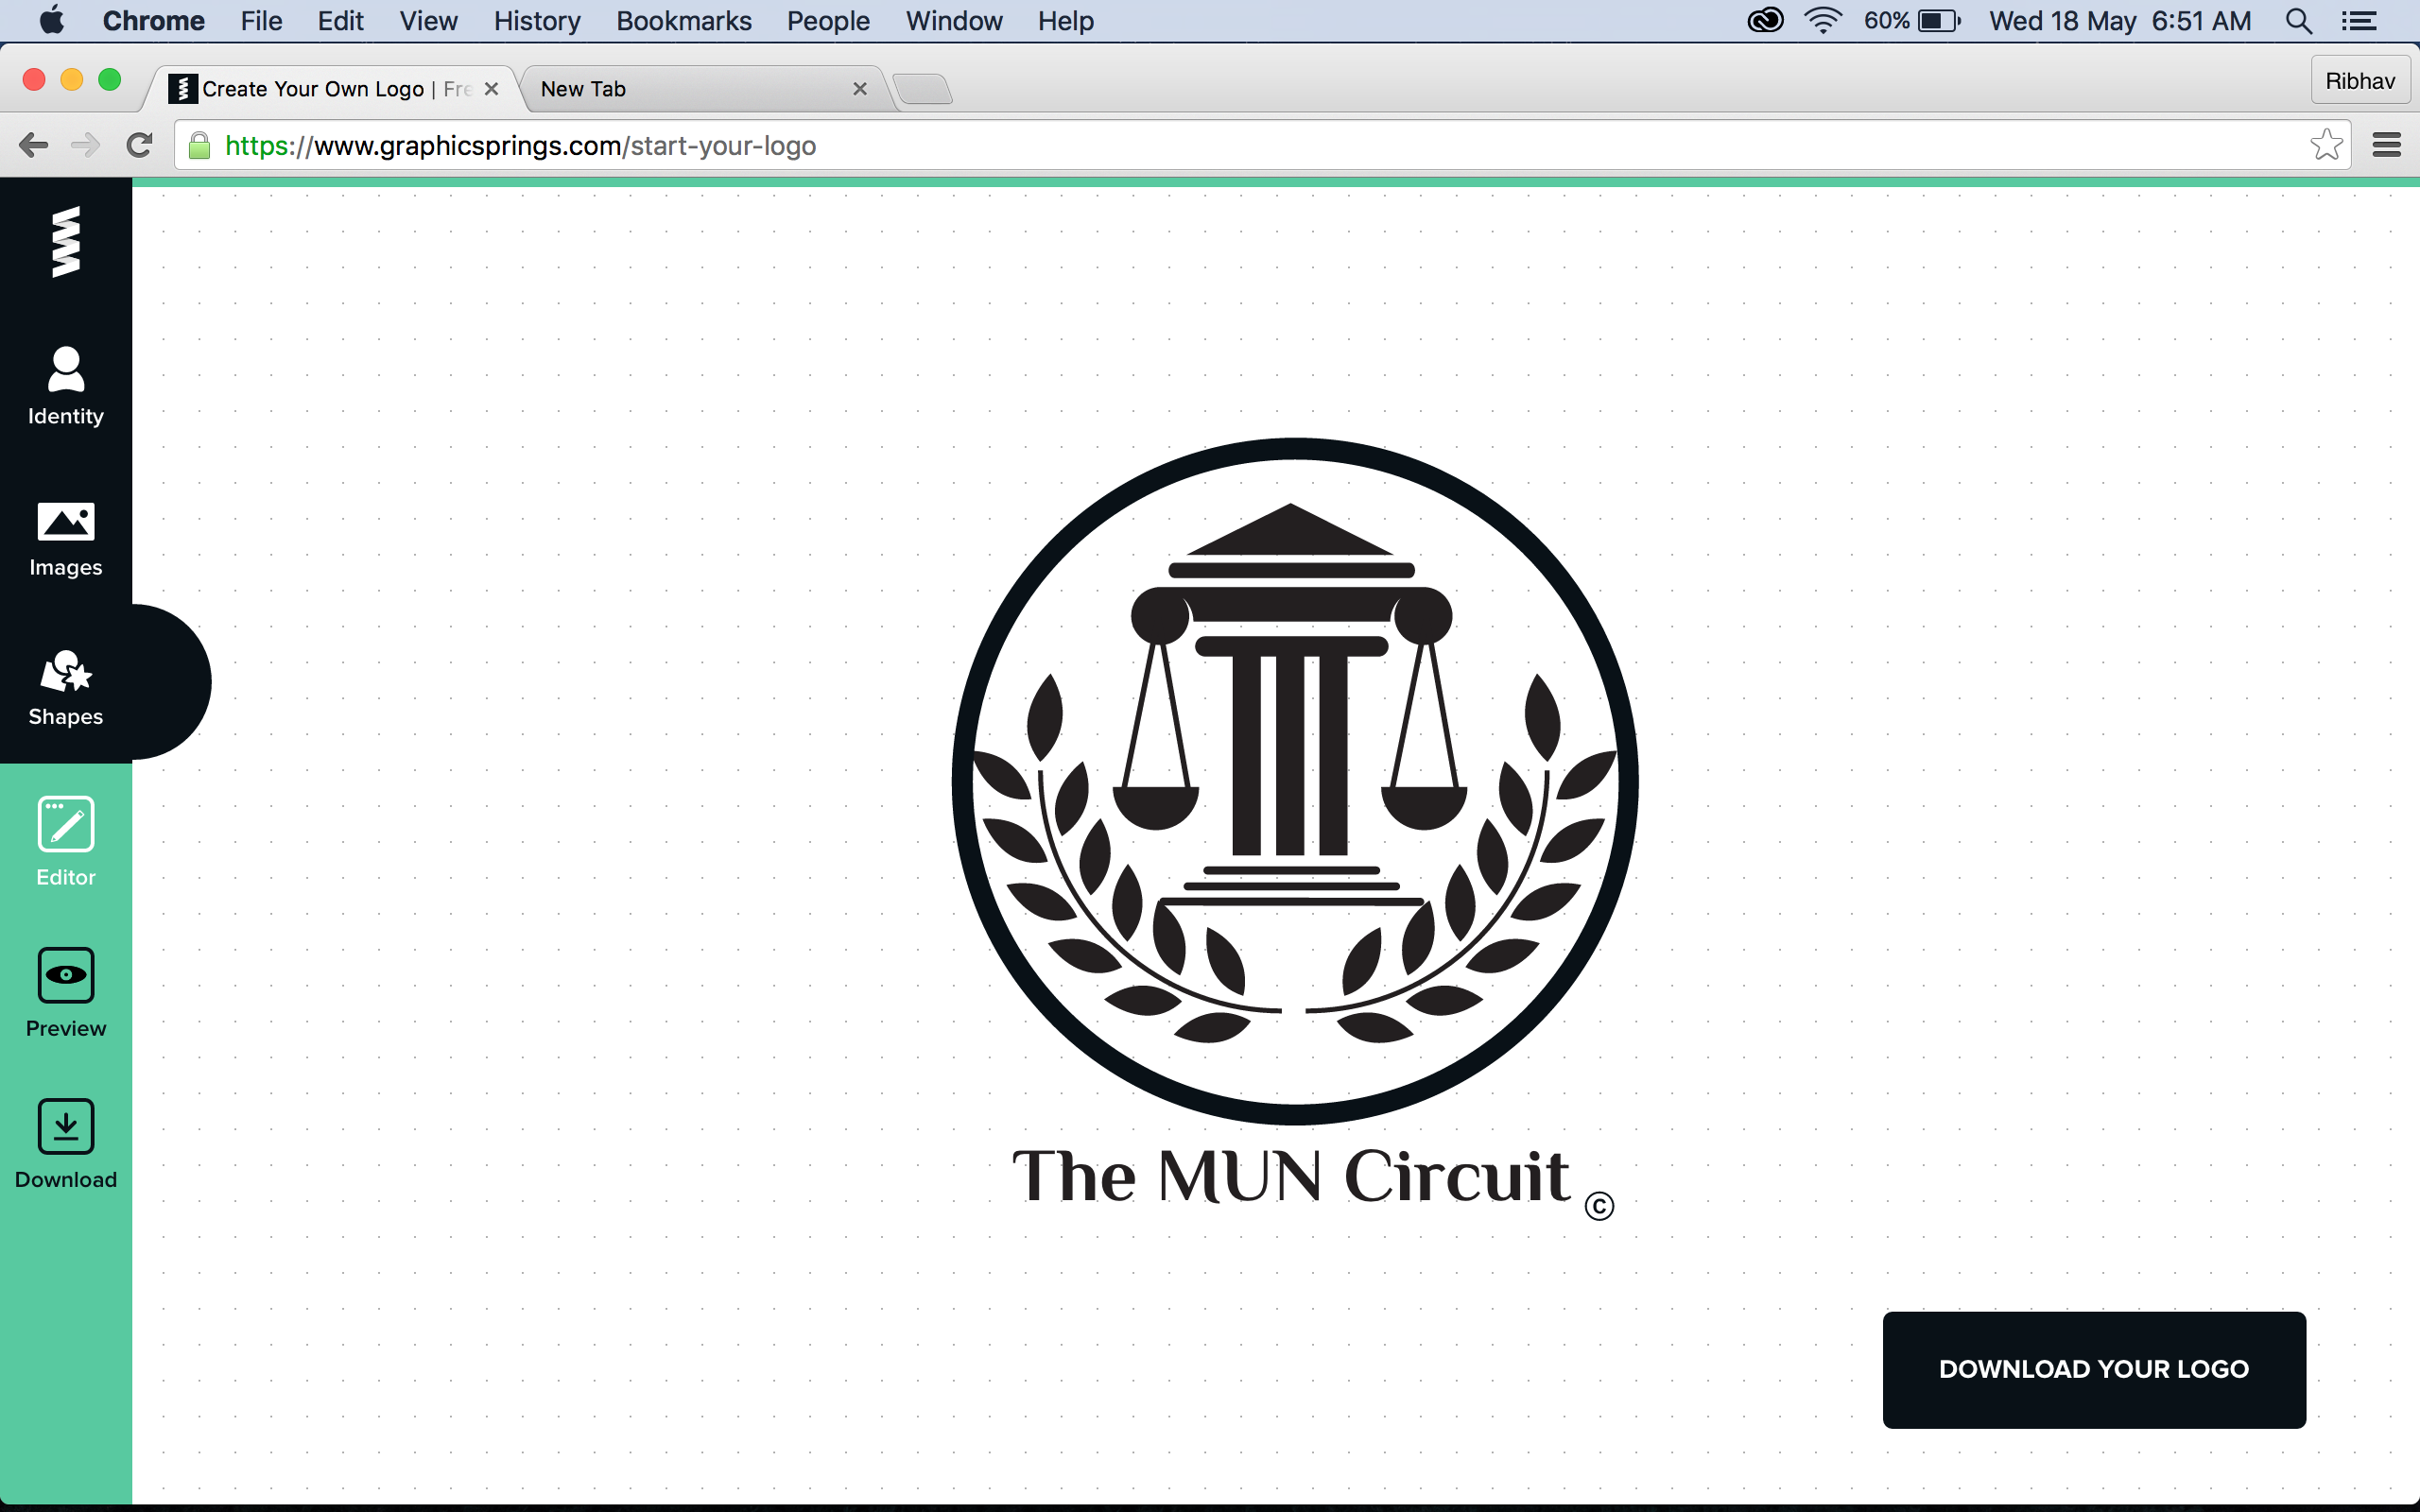 Chrome File Edit View History Bookmarks People Window Help 60% Wed 18 May 6:51 AM
Create Your Own Logo | Fre New Tab Ribhav
https://www.graphicsprings.com/start-your-logo
Identity
Images
Shapes
Editor
Preview
Download
The MUN Circuit ©
DOWNLOAD YOUR LOGO